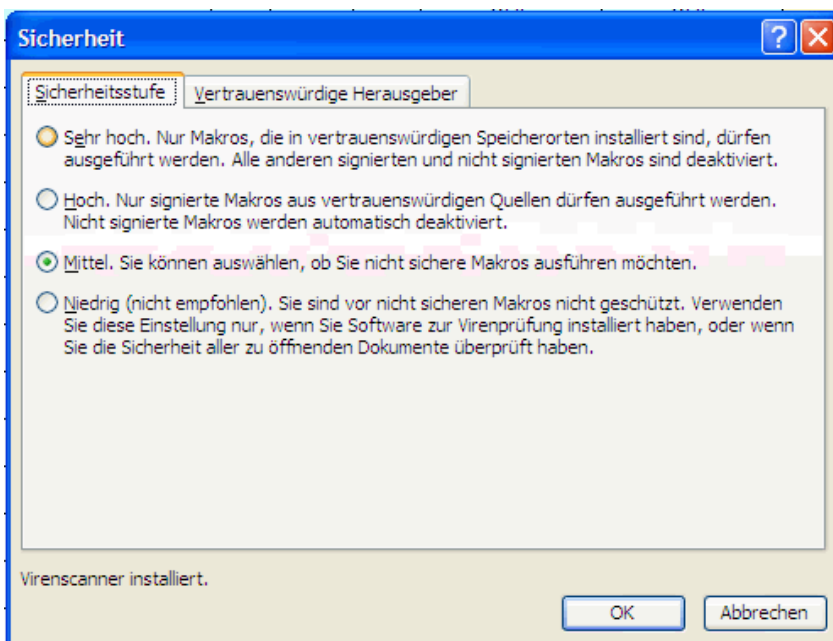 Sicherheit
Sicherheitsstufe
Vertrauenswürdige Herausgeber
Sehr hoch. Nur Makros, die in vertrauenswürdigen Speicherorten installiert sind, dürfen
ausgeführt werden. Alle anderen signierten und nicht signierten Makros sind deaktiviert.
Hoch. Nur signierte Makros aus vertrauenswürdigen Quellen dürfen ausgeführt werden.
Nicht signierte Makros werden automatisch deaktiviert.
Mittel. Sie können auswählen, ob Sie nicht sichere Makros ausführen möchten.
Niedrig (nicht empfohlen). Sie sind vor nicht sicheren Makros nicht geschützt. Verwenden
Sie diese Einstellung nur, wenn Sie Software zur Virenprüfung installiert haben, oder wenn
Sie die Sicherheit aller zu öffnenden Dokumente überprüft haben.
Virenscanner installiert.
OK
Abbrechen